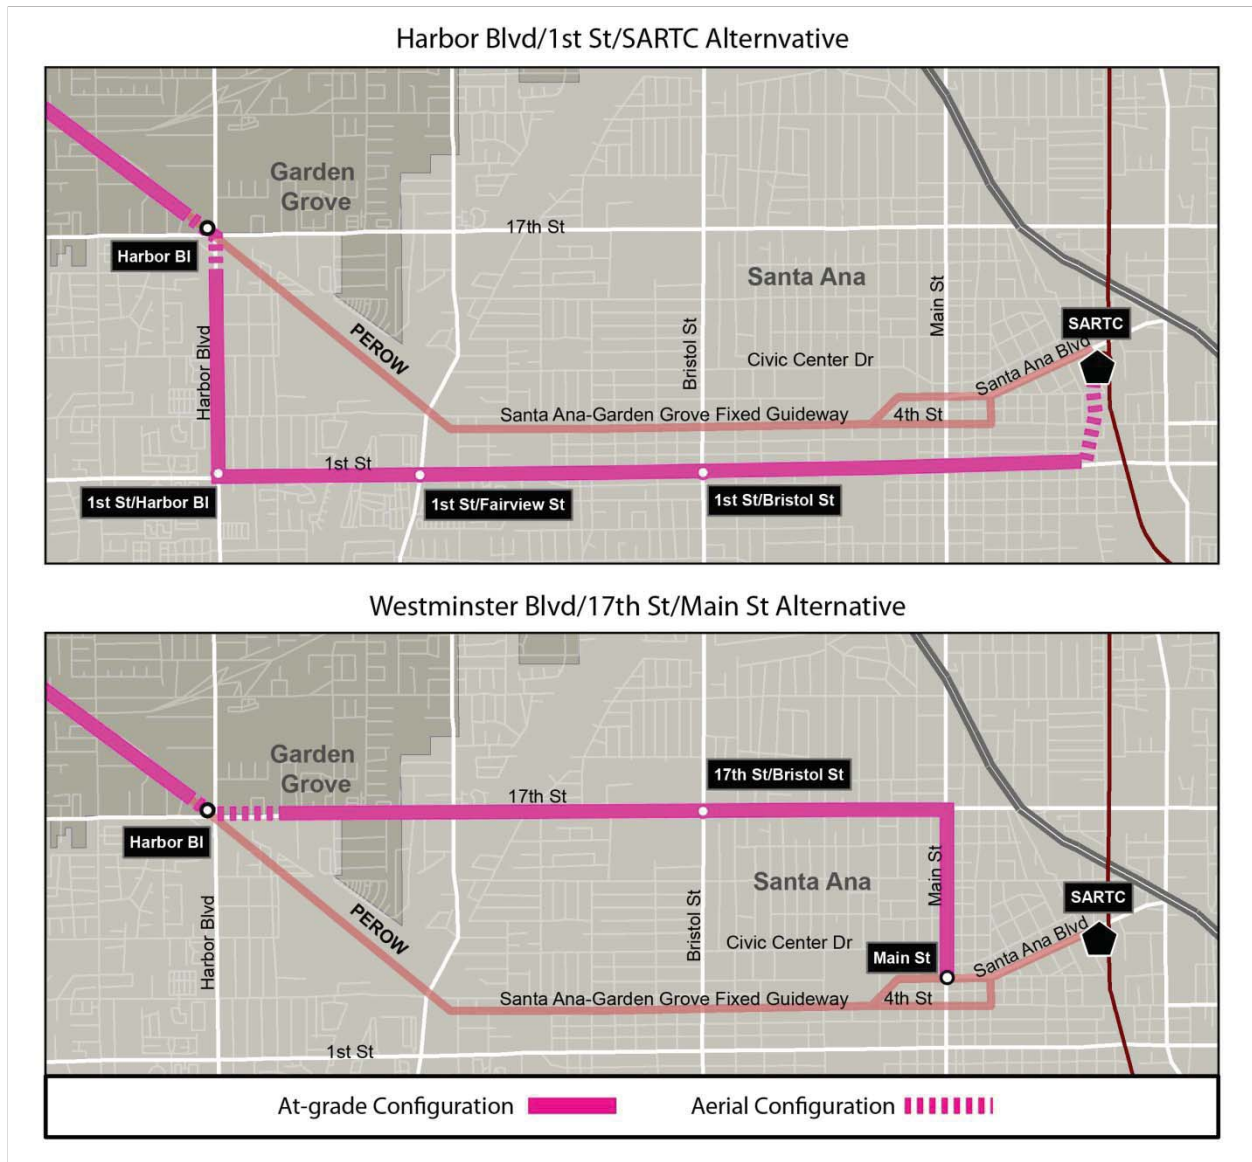 Harbor Blvd/1st St/SARTC Alternvative
Garden
Grove
17th St
Harbor Bl
Santa Ana
Main St
SARTC
PEROW
Harbor Blvd
Bristol St
Civic Center Dr
Santa Ana Blvd
Santa Ana-Garden Grove Fixed Guideway
4th St
1st St
1st St/Harbor Bl
1st St/Fairview St
1st St/Bristol St
Westminster Blvd/17th St/Main St Alternative
Garden
Grove
17th St/Bristol St
17th St
Harbor Bl
Santa Ana
Main St
SARTC
PEROW
Harbor Blvd
Bristol St
Civic Center Dr
Main St
Santa Ana Blvd
Santa Ana-Garden Grove Fixed Guideway
4th St
1st St
At-grade Configuration
Aerial Configuration